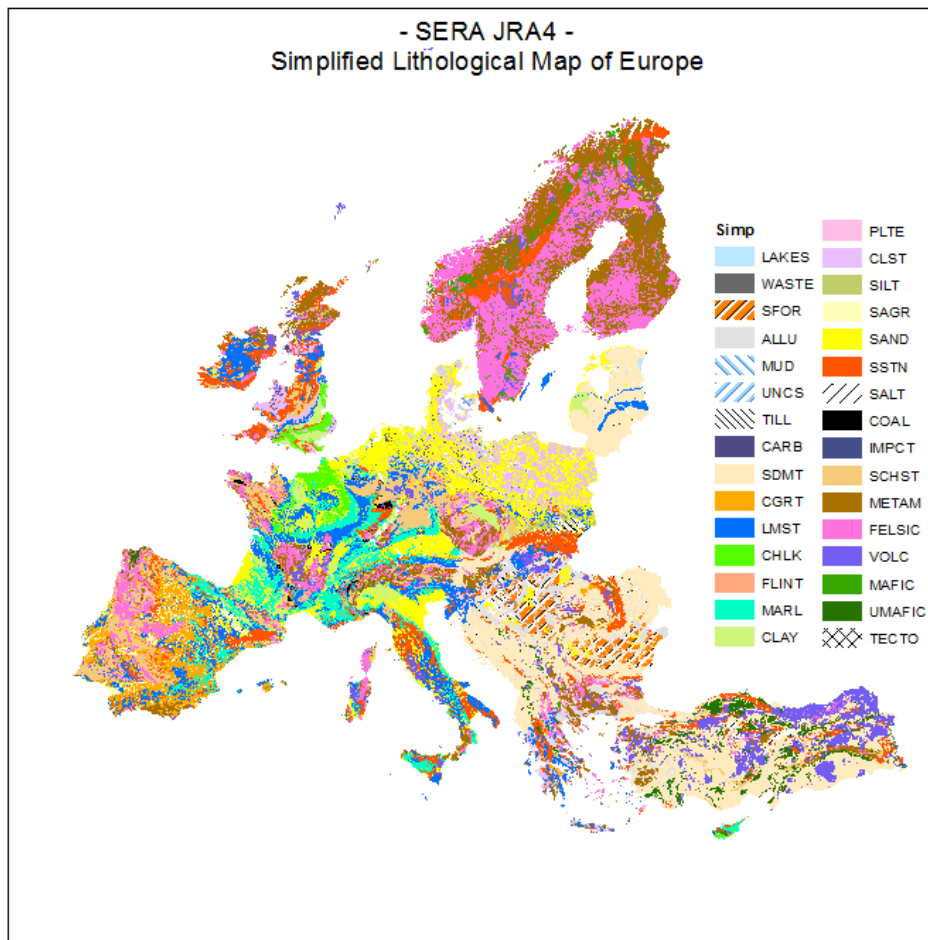 - SERA JRA4 -
Simplified Lithological Map of Europe
Simp
LAKES
WASTE
SFOR
ALLU
MUD
UNCS
TILL
CARB
SDMT
CGRT
LMST
CHLK
FLINT
MARL
CLAY
PLTE
CLST
SILT
SAGR
SAND
SSTN
SALT
COAL
IMPCT
SCHST
METAM
FELSIC
VOLC
MAFIC
UMAFIC
TECTO